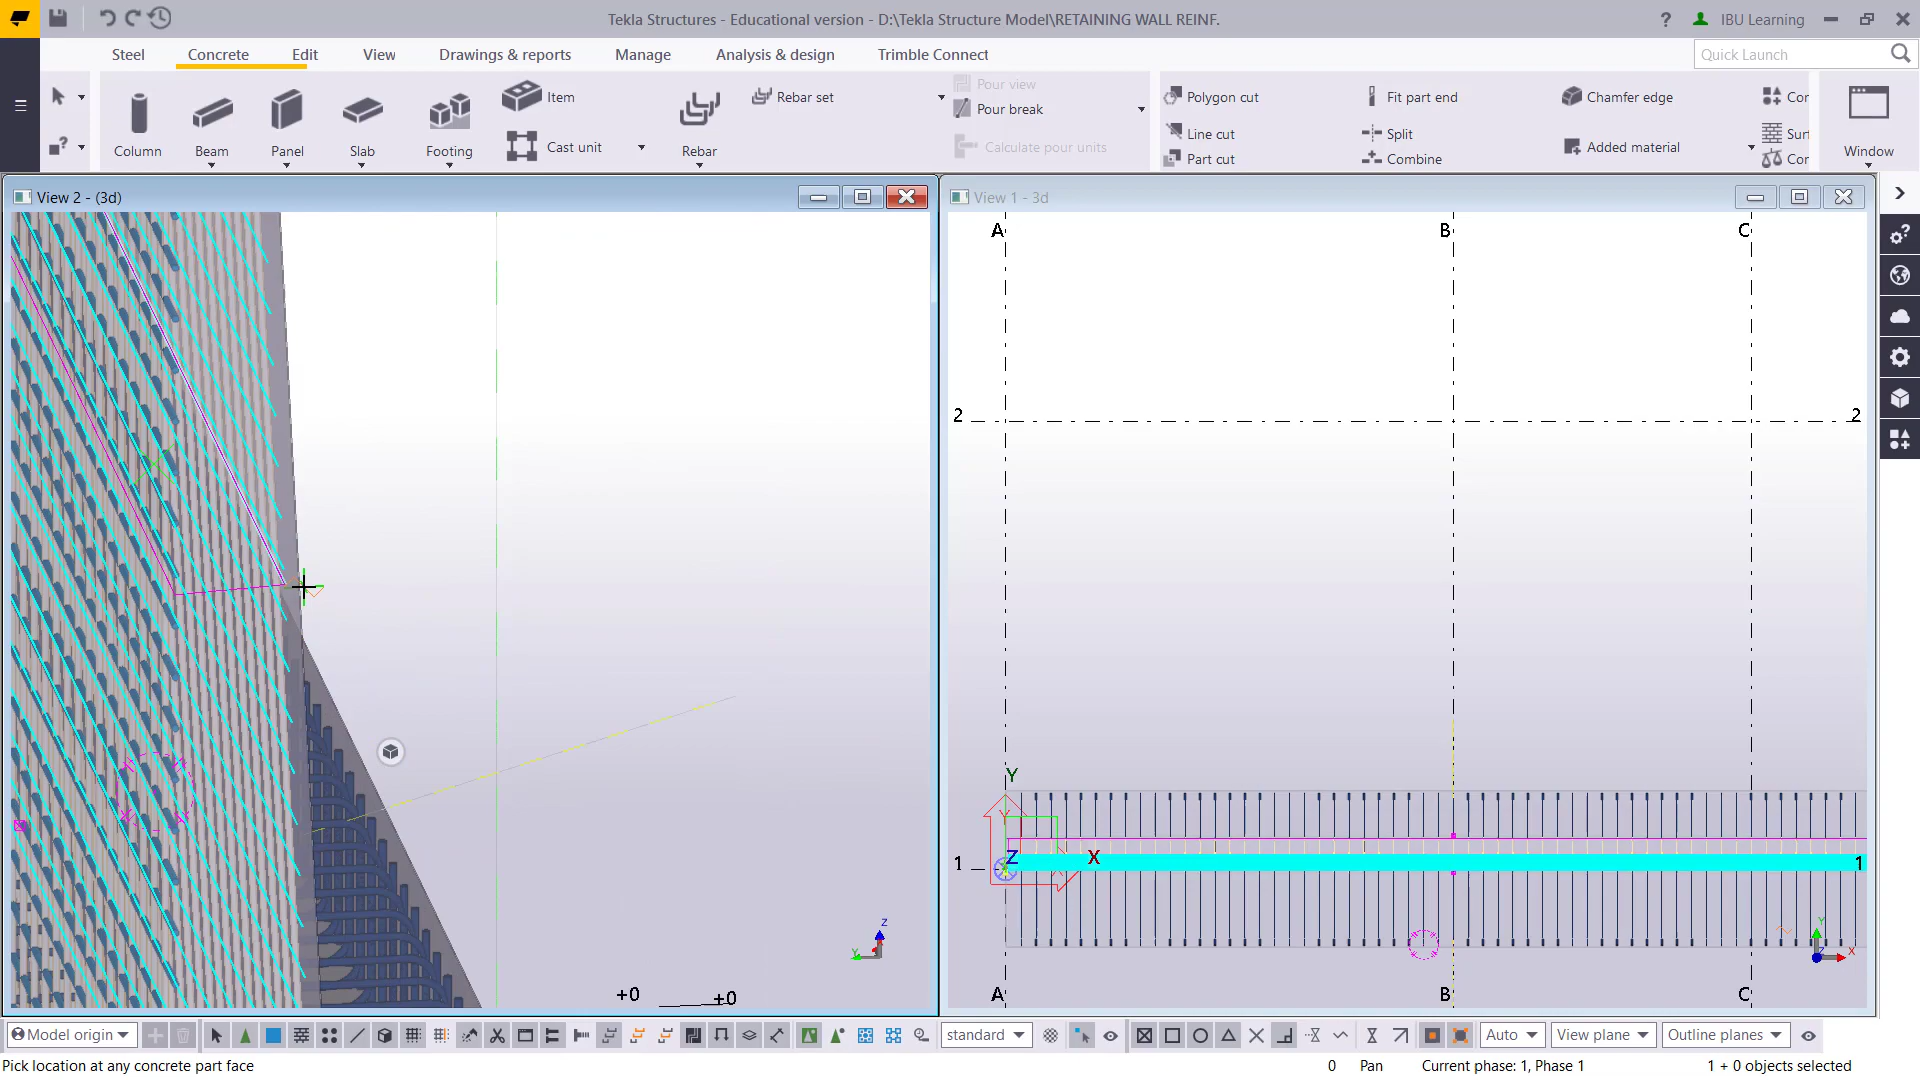 Tekla Structures - Educational version - D:\Tekla Structure Model\RETAINING WALL REINF.
? IBU Learning
Steel Concrete Edit View Drawings & reports Manage Analysis & design Trimble Connect
Quick Launch
Column
Beam
Panel
Slab
Footing
Item
Cast unit
Rebar
Rebar set
Pour view
Pour break
Calculate pour units
Polygon cut
Line cut
Part cut
Fit part end
Split
Combine
Chamfer edge
Added material
Cor
Surf
Cor
Window
View 2 - (3d)
View 1 - 3d
A B C
2 2
Y
Y
Z X
1 1
A B C
Z
Y
+0 +0
Y
Z X
Model origin
standard
Auto
View plane
Outline planes
Pick location at any concrete part face
0 Pan Current phase: 1, Phase 1 1 + 0 objects selected